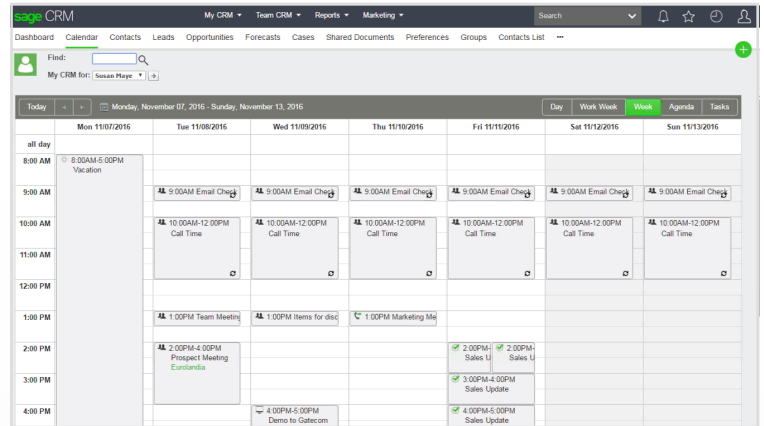 sage CRM
My CRM Team CRM Reports Marketing Search
Dashboard Calendar Contacts Leads Opportunities Forecasts Cases Shared Documents Preferences Groups Contacts List •••
Find:
My CRM for: Susan Maye
Today Monday, November 07, 2016 - Sunday, November 13, 2016 Day Work Week Week Agenda Tasks
Mon 11/07/2016 Tue 11/08/2016 Wed 11/09/2016 Thu 11/10/2016 Fri 11/11/2016 Sat 11/12/2016 Sun 11/13/2016
all day
8:00 AM 8:00AM-5:00PM
Vacation
9:00 AM 9:00AM Email Check 9:00AM Email Check 9:00AM Email Check 9:00AM Email Check 9:00AM Email Check 9:00AM Email Check
10:00 AM 10:00AM-12:00PM 10:00AM-12:00PM 10:00AM-12:00PM 10:00AM-12:00PM 10:00AM-12:00PM 10:00AM-12:00PM
Call Time Call Time Call Time Call Time Call Time Call Time
11:00 AM
12:00 PM
1:00 PM 1:00PM Team Meeting 1:00PM Items for disc 1:00PM Marketing Me
2:00 PM 2:00PM-4:00PM 2:00PM- 2:00PM-
Prospect Meeting Sales U Sales U
Eurolandia
3:00 PM 3:00PM-4:00PM
Sales Update
4:00 PM 4:00PM-5:00PM 4:00PM-5:00PM
Demo to Gatecom Sales Update